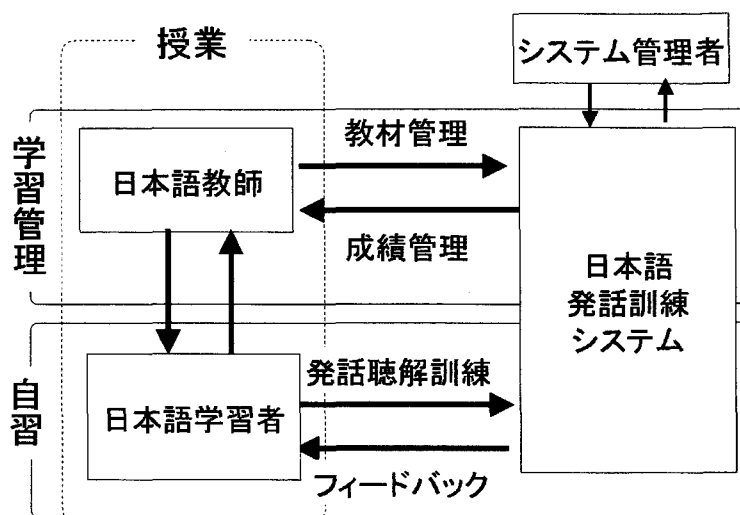 授業
システム管理者
学習管理
日本語教師
教材管理
成績管理
日本語
発話訓練
システム
自習
日本語学習者
発話聴解訓練
フィードバック